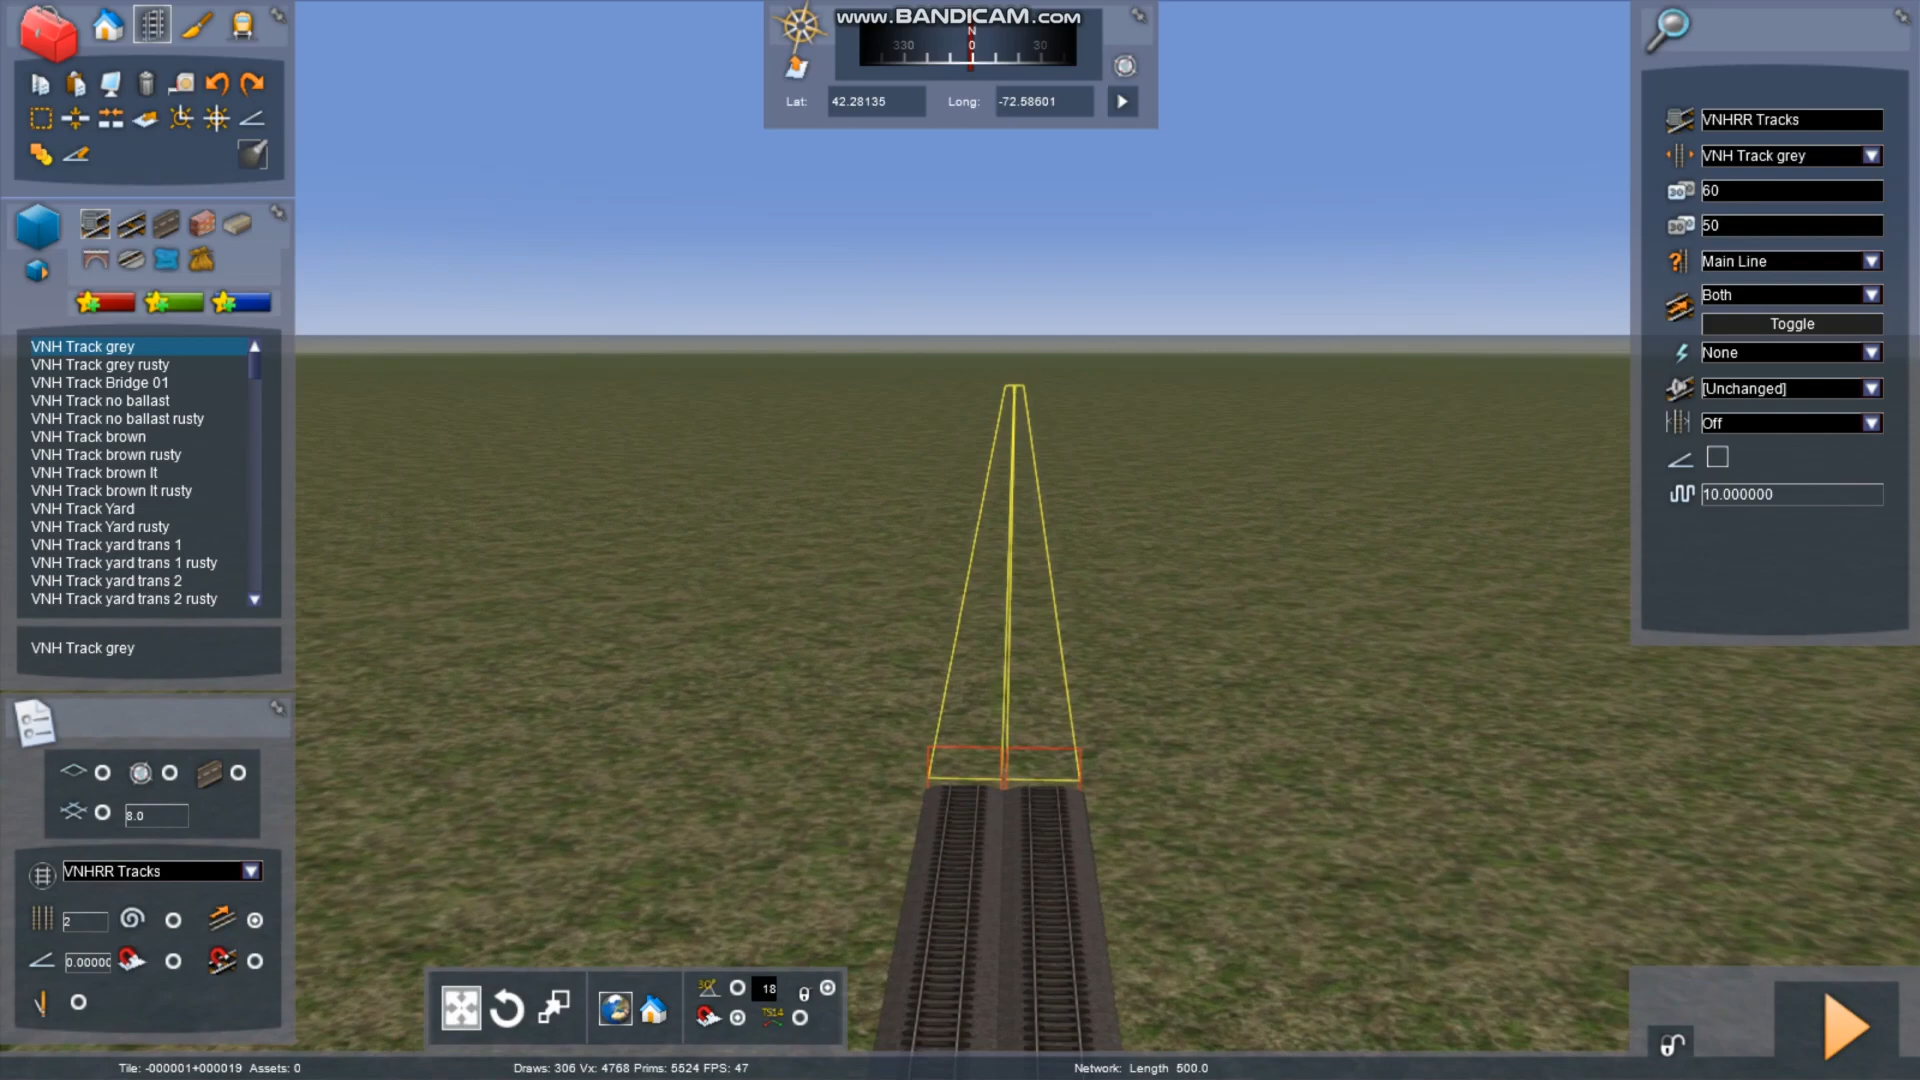 www.BANDICAM.com
330
N
0
30
Lat:
42.28135
Long:
-72.58601
VNHRR Tracks
VNH Track grey
60
50
Main Line
Both
Toggle
None
[Unchanged]
Off
10.000000
VNH Track grey
VNH Track grey rusty
VNH Track Bridge 01
VNH Track no ballast
VNH Track no ballast rusty
VNH Track brown
VNH Track brown rusty
VNH Track brown lt
VNH Track brown lt rusty
VNH Track Yard
VNH Track Yard rusty
VNH Track yard trans 1
VNH Track yard trans 1 rusty
VNH Track yard trans 2
VNH Track yard trans 2 rusty
VNH Track grey
8.0
VNHRR Tracks
2
0.0000
30°
18
TS14
Tile: -000001+000019 Assets: 0
Draws: 306 Vx: 4768 Prims: 5524 FPS: 47
Network: Length 500.0